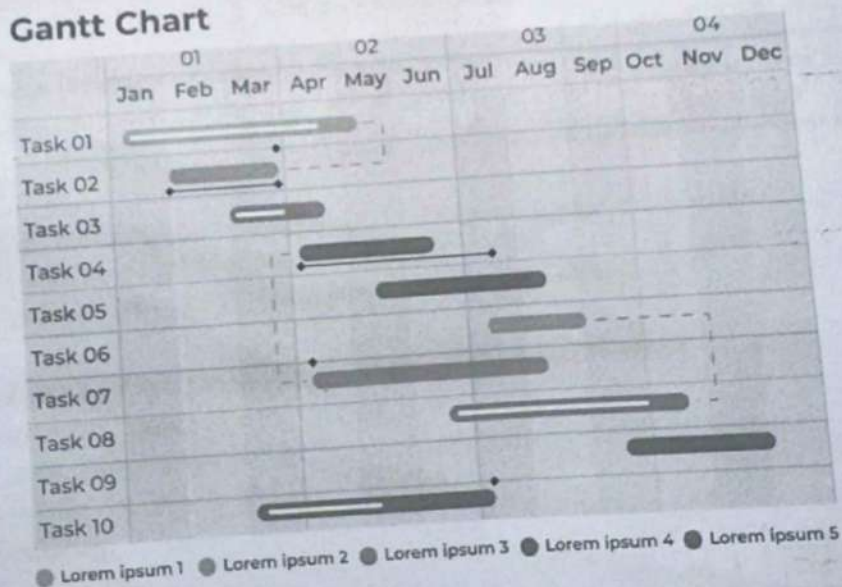 Gantt Chart
01 02 03 04
Jan Feb Mar Apr May Jun Jul Aug Sep Oct Nov Dec
Task 01
Task 02
Task 03
Task 04
Task 05
Task 06
Task 07
Task 08
Task 09
Task 10
Lorem ipsum 1 Lorem ipsum 2 Lorem ipsum 3 Lorem ipsum 4 Lorem ipsum 5